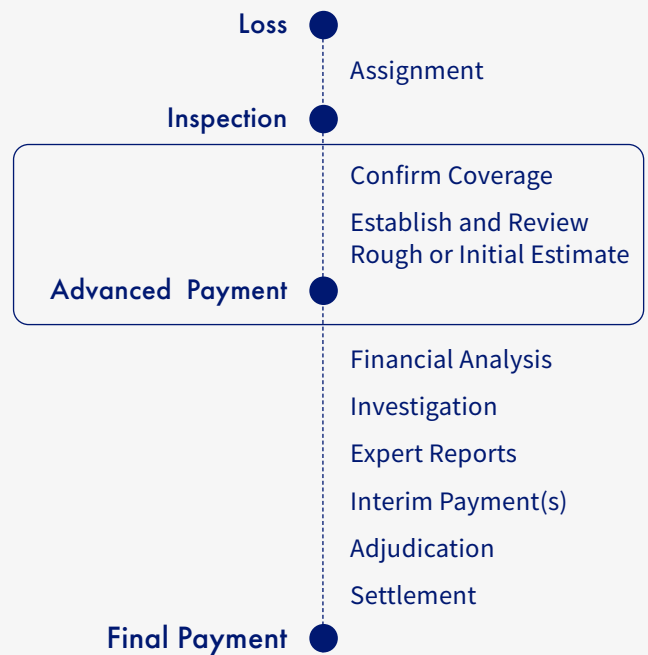 Loss
Assignment
Inspection
Confirm Coverage
Establish and Review
Rough or Initial Estimate
Advanced Payment
Financial Analysis
Investigation
Expert Reports
Interim Payment(s)
Adjudication
Settlement
Final Payment